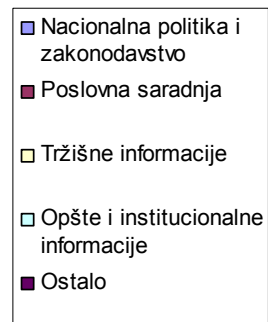 Nacionalna politika i
zakonodavstvo
Poslovna saradnja
Tržišne informacije
Opšte i institucionalne
informacije
Ostalo